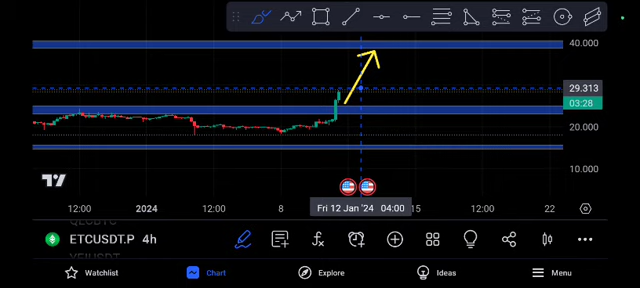 40.000
29.313
03:28
20.000
10.000
12:00 2024 12:00 8 Fri 12 Jan '24 04:00 15 12:00 22
ETCUSDT.P 4h
Watchlist Chart Explore Ideas Menu